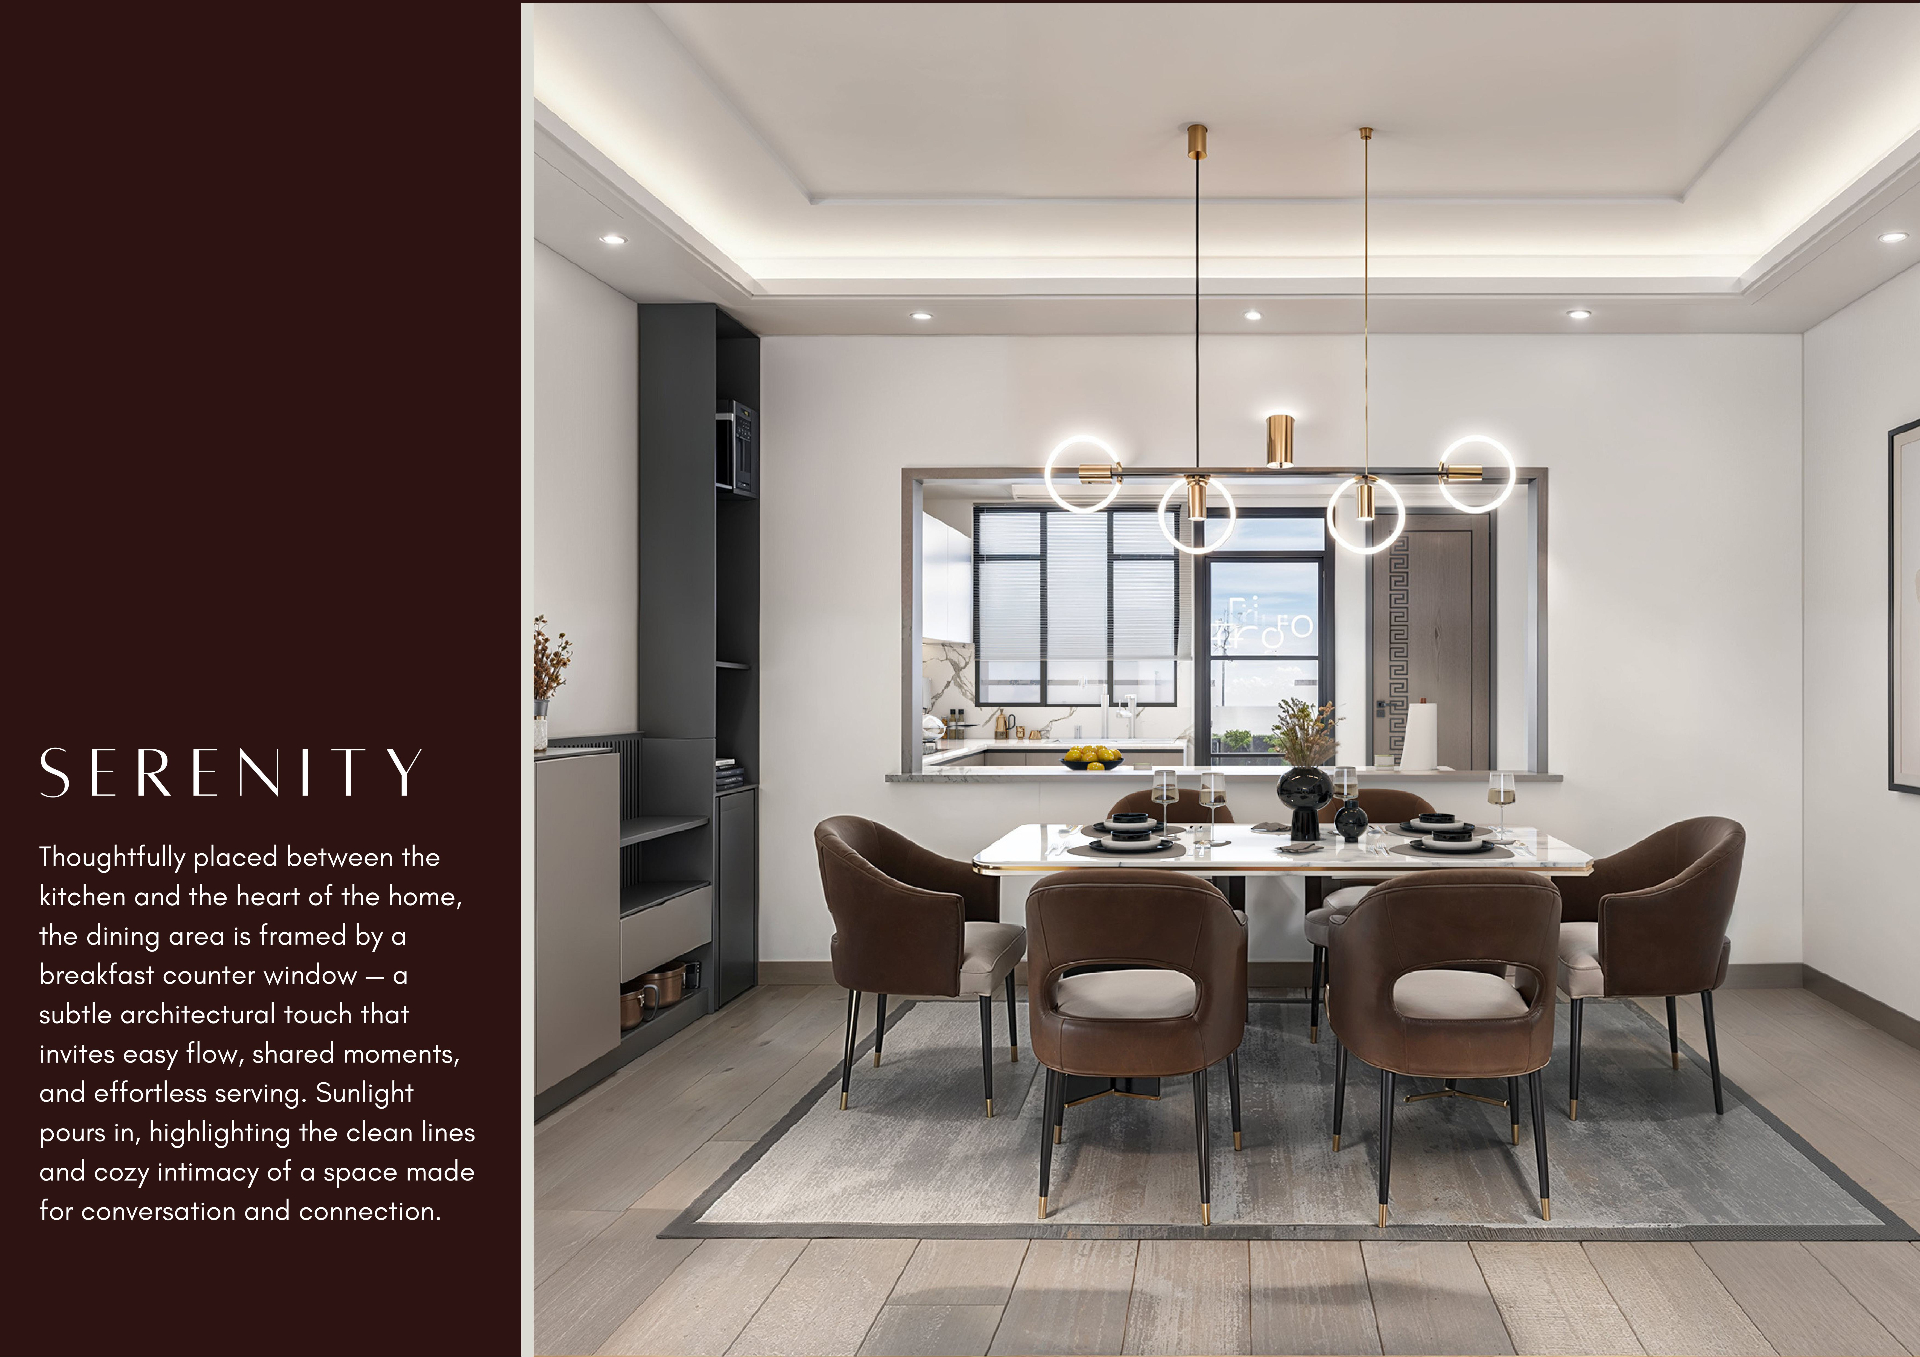 SERENITY
Thoughtfully placed between the
kitchen and the heart of the home,
the dining area is framed by a
breakfast counter window – a
subtle architectural touch that
invites easy flow, shared moments,
and effortless serving. Sunlight
pours in, highlighting the clean lines
and cozy intimacy of a space made
for conversation and connection.